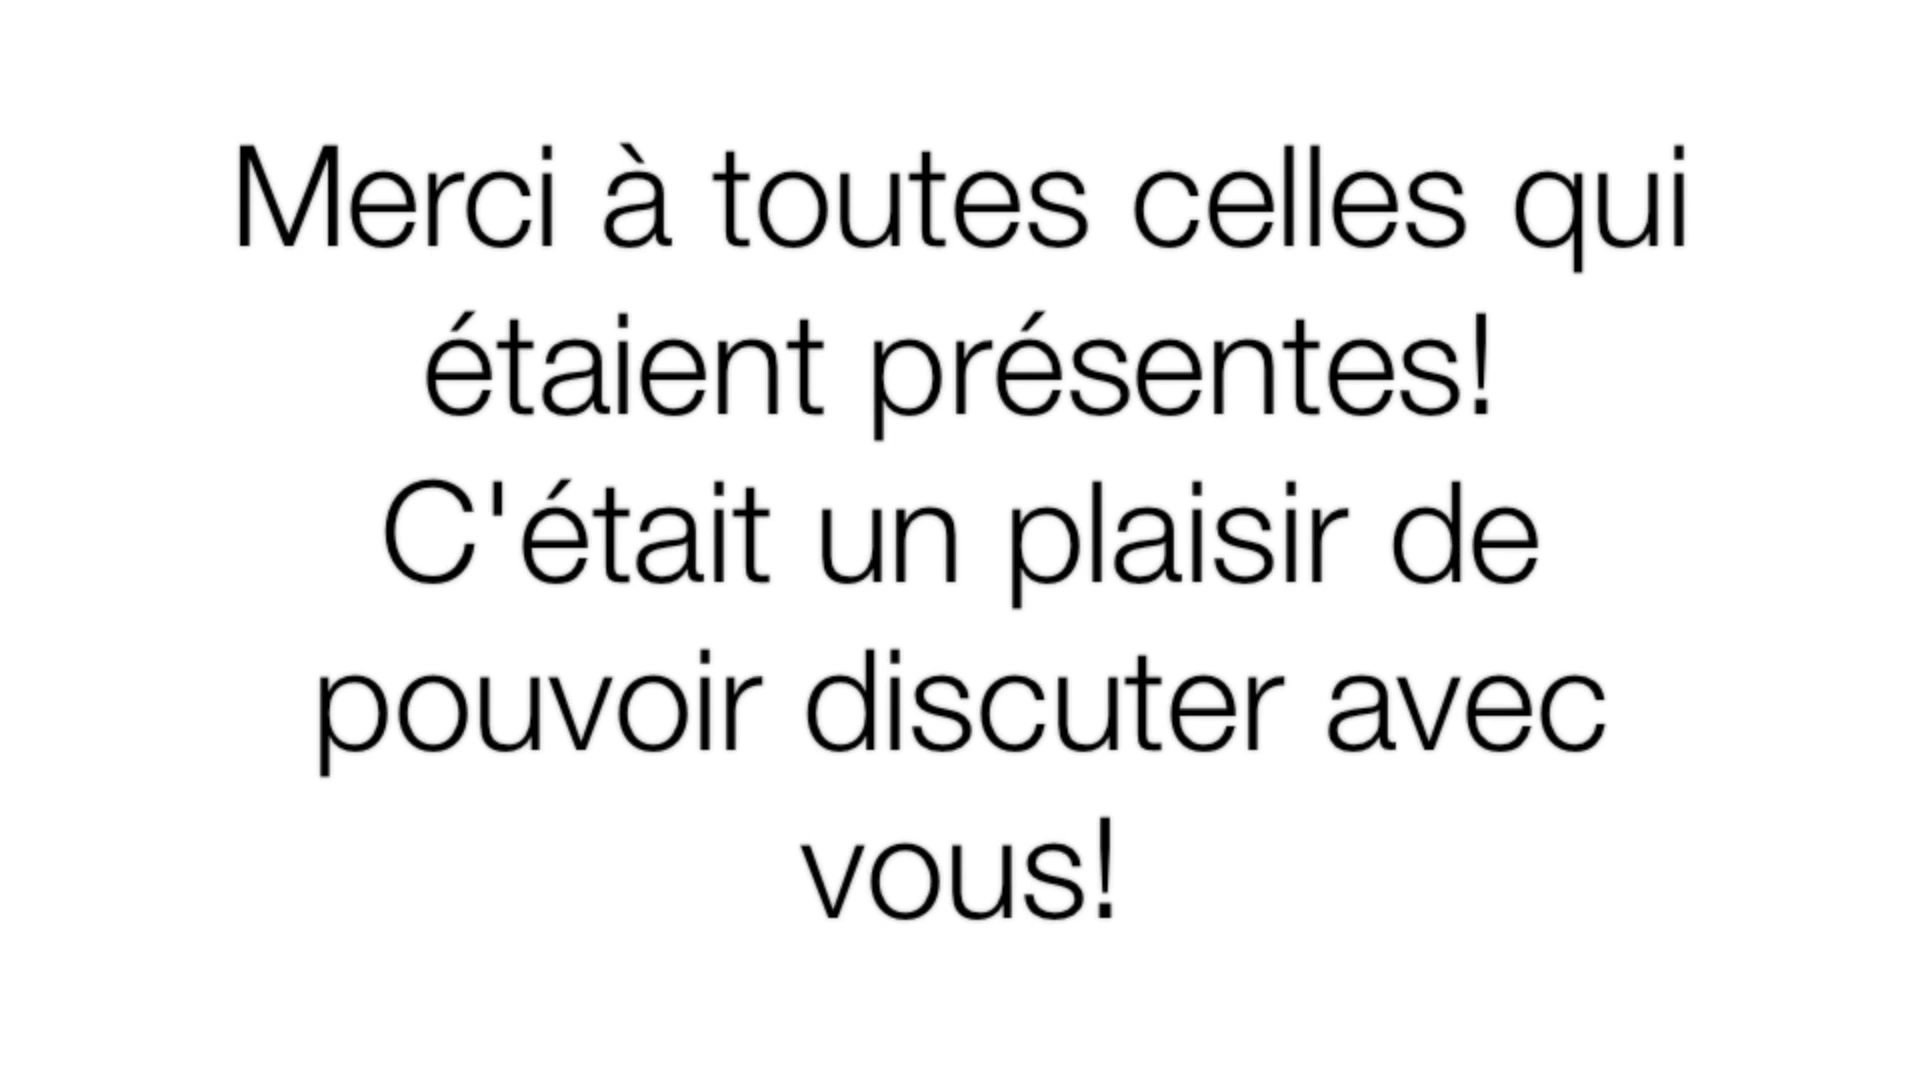 Merci à toutes celles qui
étaient présentes!
C'était un plaisir de
pouvoir discuter avec
vous!